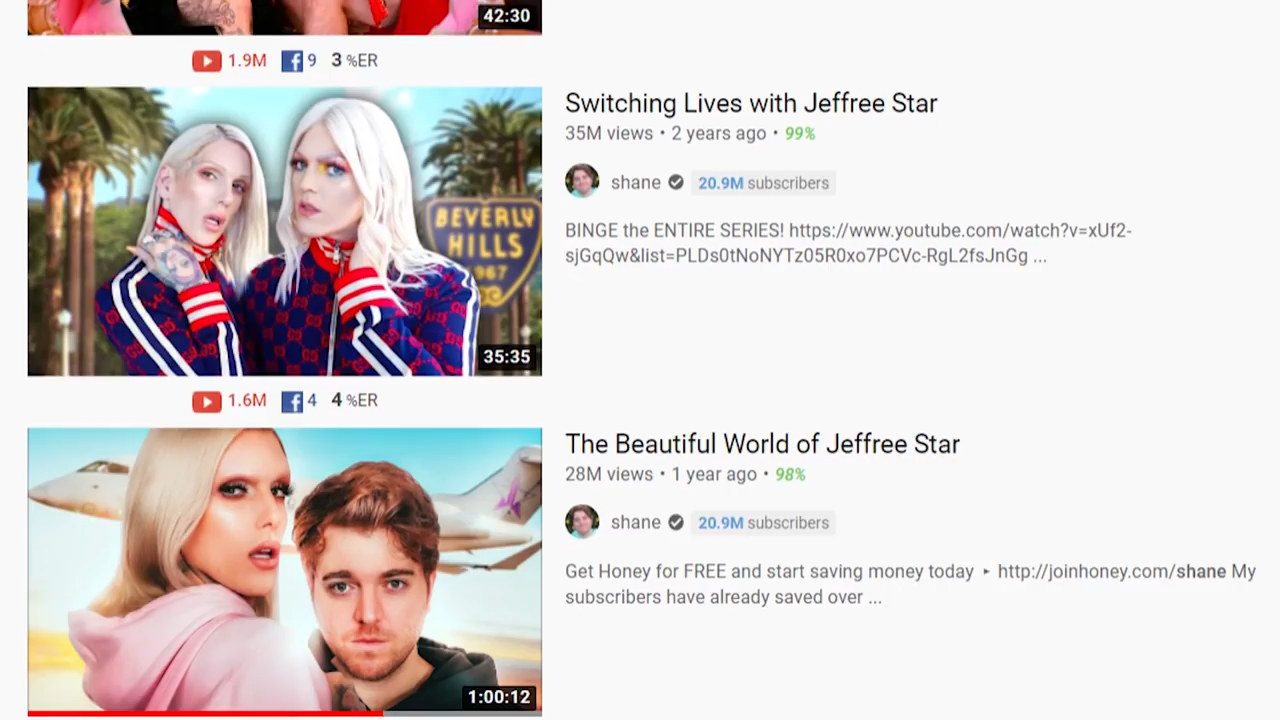 42:30
1.9M 9 3 %ER
Switching Lives with Jeffree Star
35M views • 2 years ago • 99%
shane 20.9M subscribers
BINGE the ENTIRE SERIES! https://www.youtube.com/watch?v=xUf2-
sjGqQw&list=PLDs0tNoNYTz05R0xo7PCVc-RgL2fsJnGg ...
BEVERLY
HILLS
1967
35:35
1.6M 4 4 %ER
The Beautiful World of Jeffree Star
28M views • 1 year ago • 98%
shane 20.9M subscribers
Get Honey for FREE and start saving money today ‣ http://joinhoney.com/shane My
subscribers have already saved over ...
1:00:12